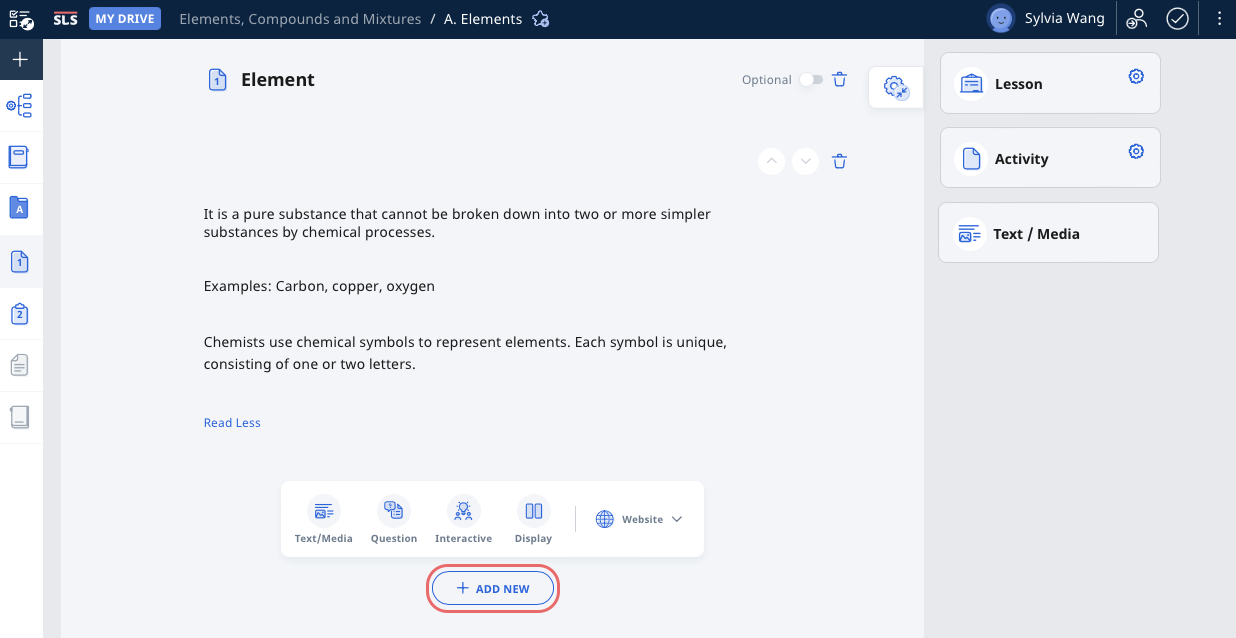 SLS MY DRIVE Elements, Compounds and Mixtures / A. Elements Sylvia Wang
1 Element Optional
Lesson
Activity
Text / Media
A
1
2
It is a pure substance that cannot be broken down into two or more simpler
substances by chemical processes.
Examples: Carbon, copper, oxygen
Chemists use chemical symbols to represent elements. Each symbol is unique,
consisting of one or two letters.
Read Less
Text/Media Question Interactive Display Website
+ ADD NEW